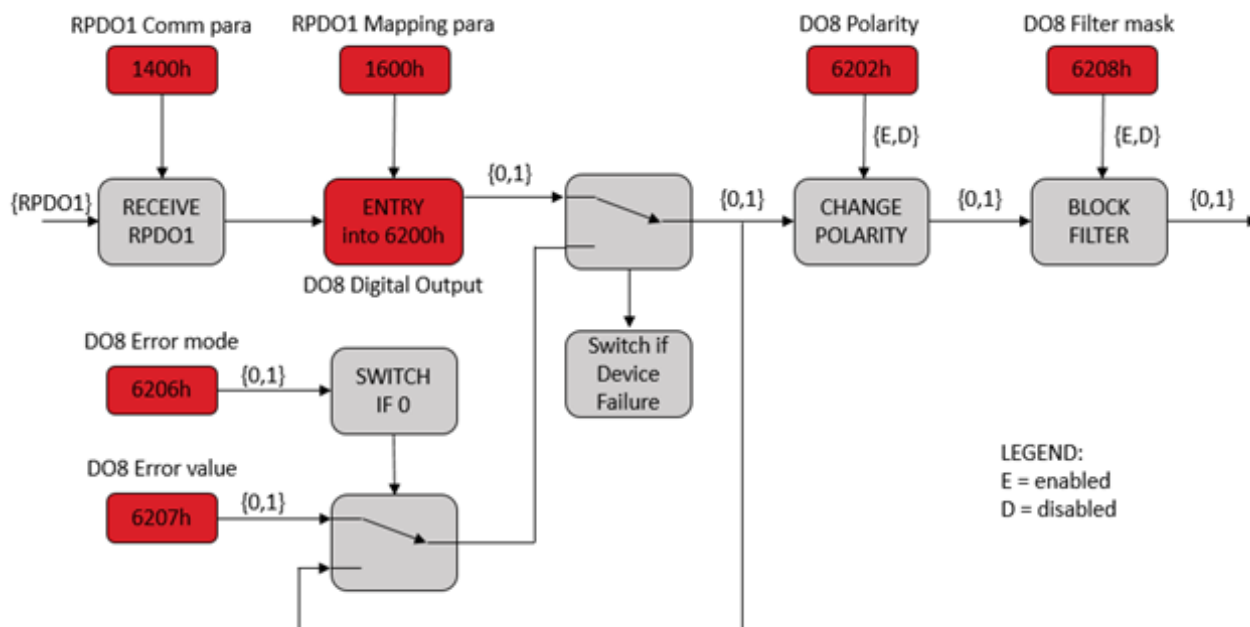 RPDO1 Comm para
RPDO1 Mapping para
DO8 Polarity
DO8 Filter mask
1400h
1600h
6202h
6208h
{E,D}
{E,D}
{RPDO1}
RECEIVE
RPDO1
ENTRY
into 6200h
{0,1}
{0,1}
CHANGE
POLARITY
{0,1}
BLOCK
FILTER
{0,1}
DO8 Digital Output
DO8 Error mode
6206h
{0,1}
SWITCH
IF 0
Switch if
Device
Failure
DO8 Error value
6207h
{0,1}
LEGEND:
E = enabled
D = disabled